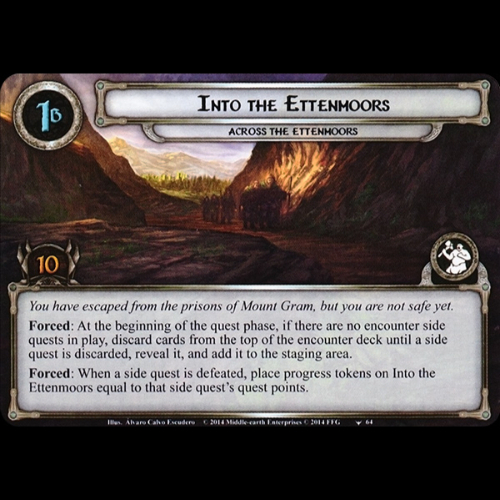 1B
INTO THE ETTENMOORS
ACROSS THE ETTENMOORS
10
You have escaped from the prisons of Mount Gram, but you are not safe yet.
Forced: At the beginning of the quest phase, if there are no encounter side
quests in play, discard cards from the top of the encounter deck until a side
quest is discarded, reveal it, and add it to the staging area.
Forced: When a side quest is defeated, place progress tokens on Into the
Ettenmoors equal to that side quest's quest points.
Illus. Álvaro Calvo Escudero © 2014 Middle-earth Enterprises © 2014 FFG 64